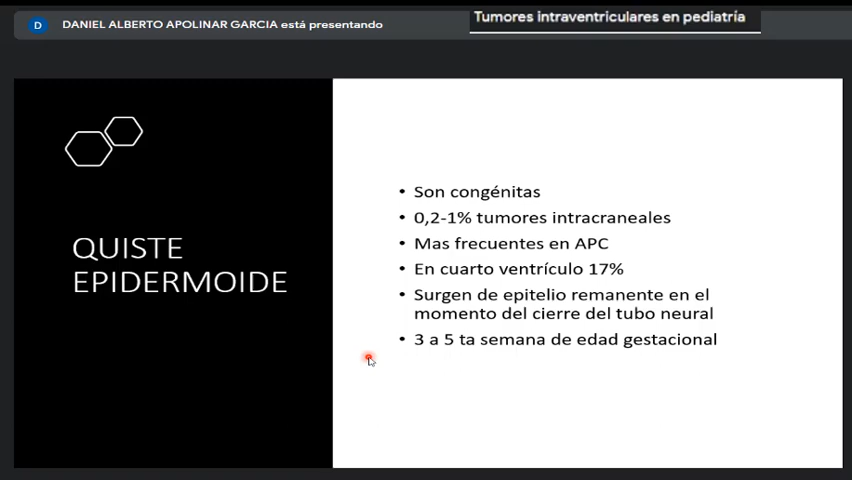 D DANIEL ALBERTO APOLINAR GARCIA está presentando
Tumores intraventriculares en pediatría
QUISTE
EPIDERMOIDE
• Son congénitas
• 0,2-1% tumores intracraneales
• Mas frecuentes en APC
• En cuarto ventrículo 17%
• Surgen de epitelio remanente en el
momento del cierre del tubo neural
• 3 a 5 ta semana de edad gestacional